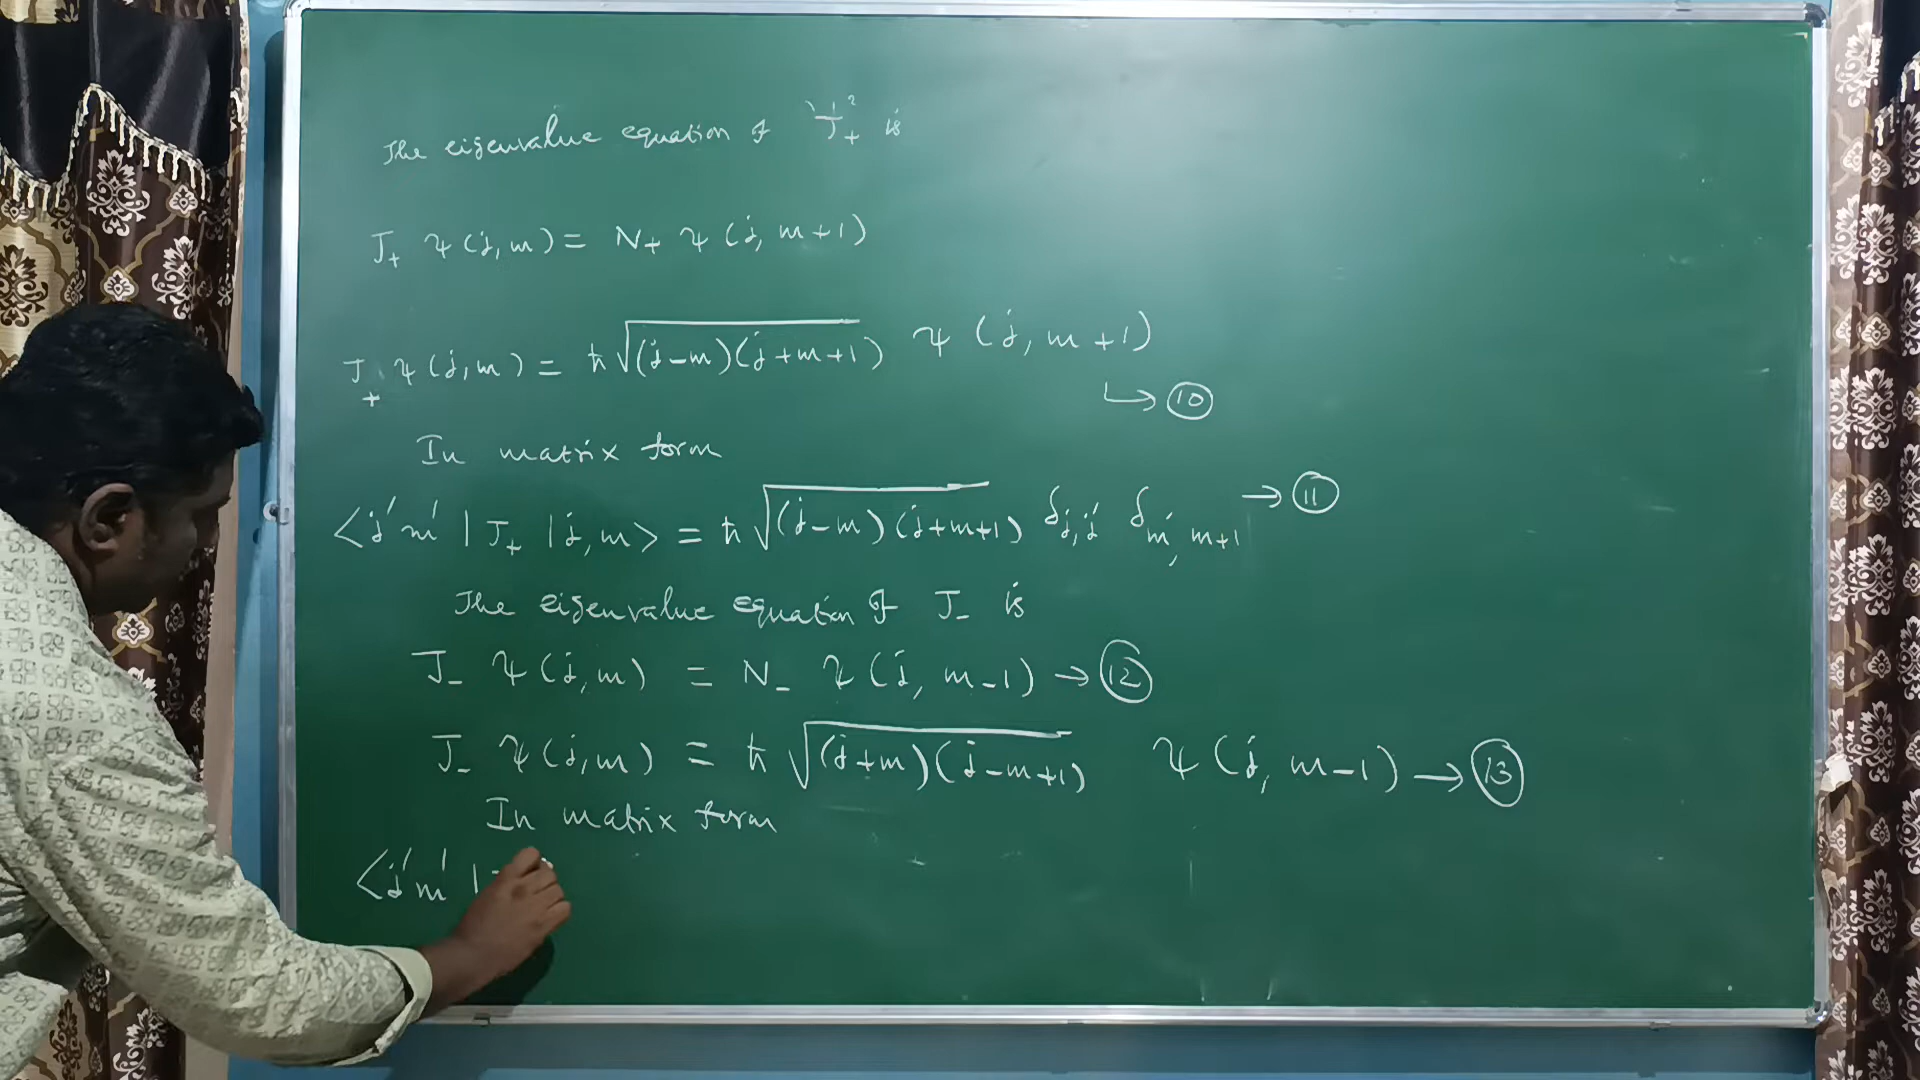 The eigenvalue equation of J₊ is
J₊ ψ(j,m) = N₊ ψ(j, m+1)
J₊ ψ(j,m) = ħ√(j-m)(j+m+1) ψ(j, m+1)
↳ ⑩
In matrix form
<j'm' | J₊ | j,m> = ħ√(j-m)(j+m+1) δj,j' δm', m+1 → ⑪
The eigenvalue equation of J₋ is
J₋ ψ(j,m) = N₋ ψ(j, m-1) → ⑫
J₋ ψ(j,m) = ħ√(j+m)(j-m+1) ψ(j, m-1) → ⑬
In matrix form
<j'm' |